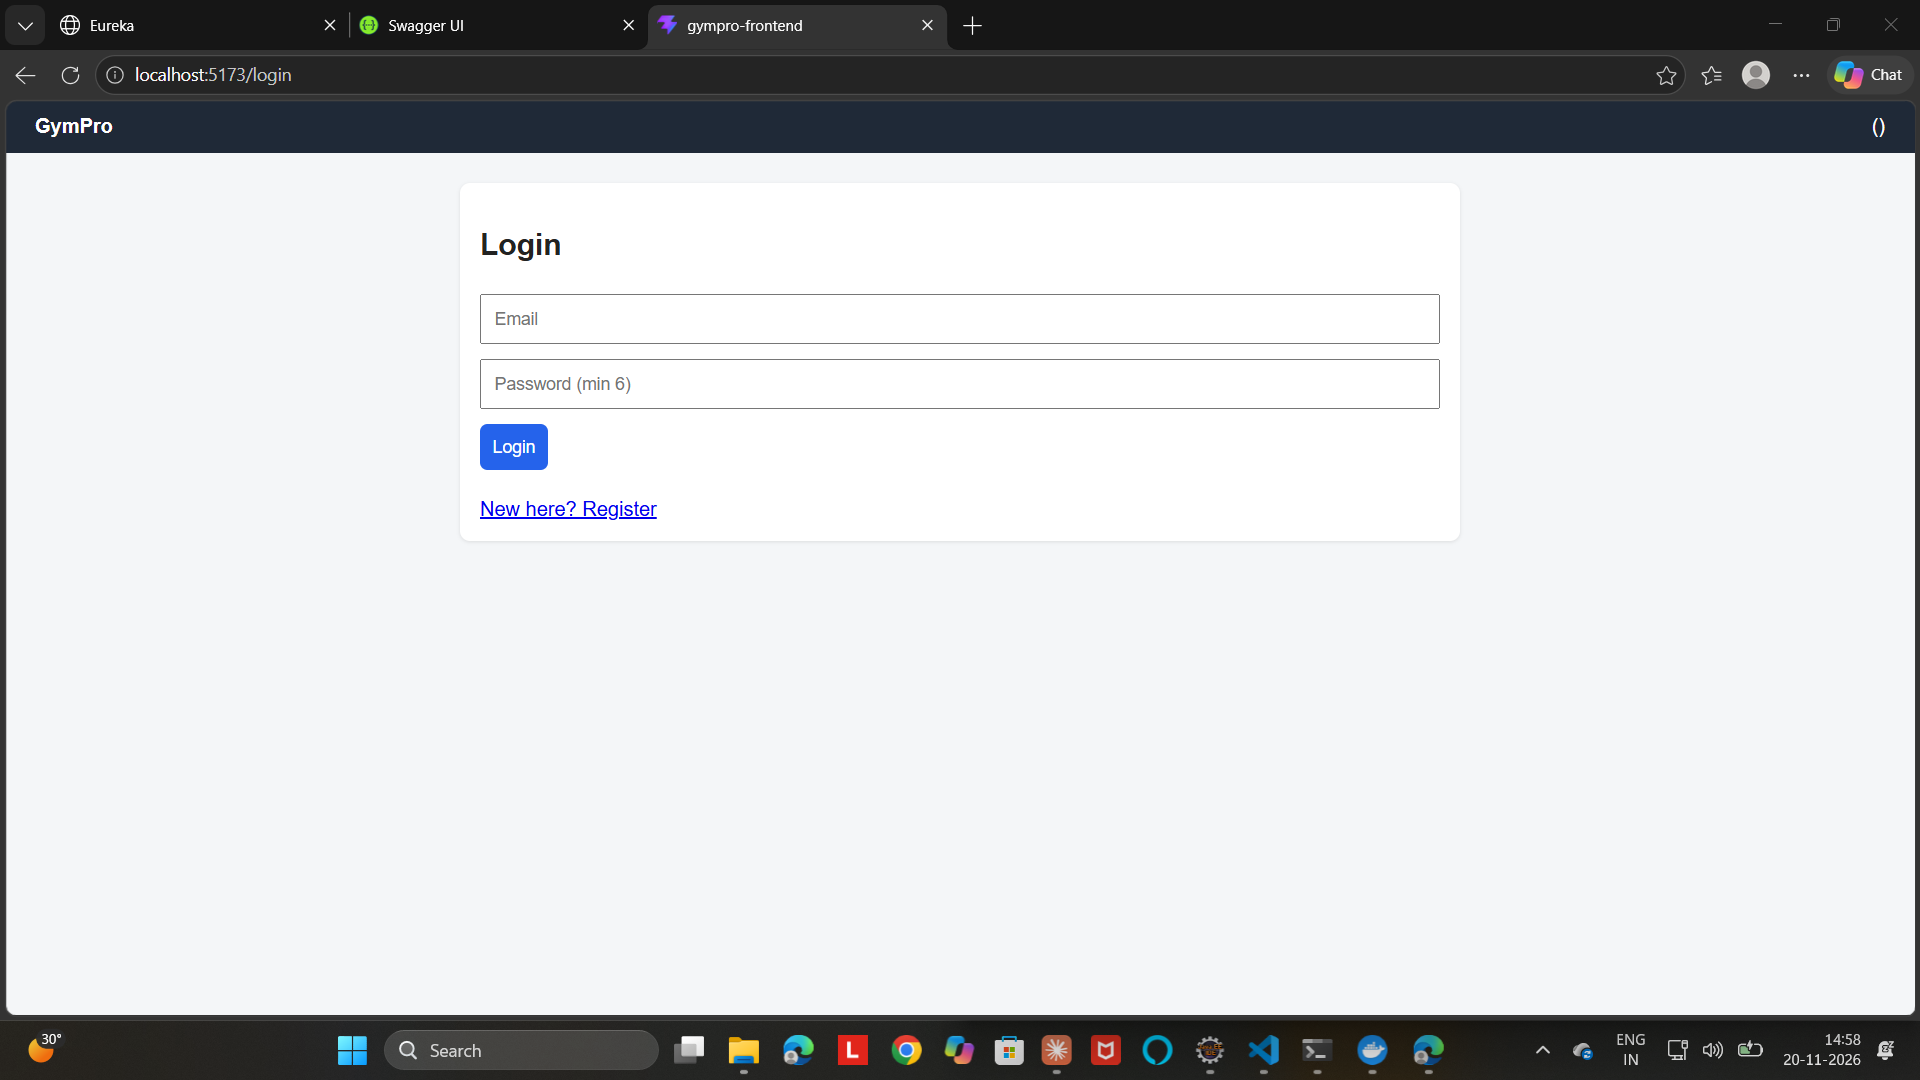 Eureka
Swagger UI
gympro-frontend
localhost:5173/login
Chat
GymPro
()
Login
Email
Password (min 6)
Login
New here? Register
30°
Search
L
ENG
IN
14:58
20-11-2026